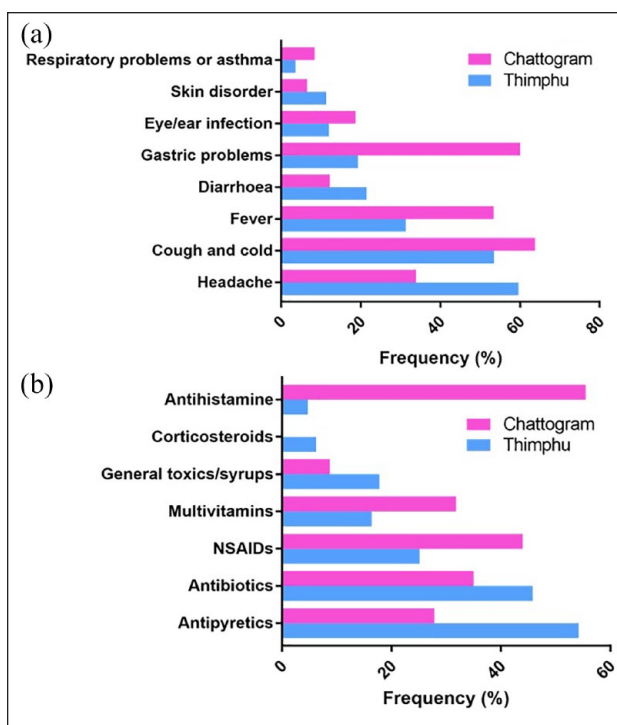 (a)
Respiratory problems or asthma
Skin disorder
Eye/ear infection
Gastric problems
Diarrhoea
Fever
Cough and cold
Headache
Chattogram
Thimphu
0 20 40 60 80
Frequency (%)
(b)
Antihistamine
Corticosteroids
General toxics/syrups
Multivitamins
NSAIDs
Antibiotics
Antipyretics
Chattogram
Thimphu
0 20 40 60
Frequency (%)